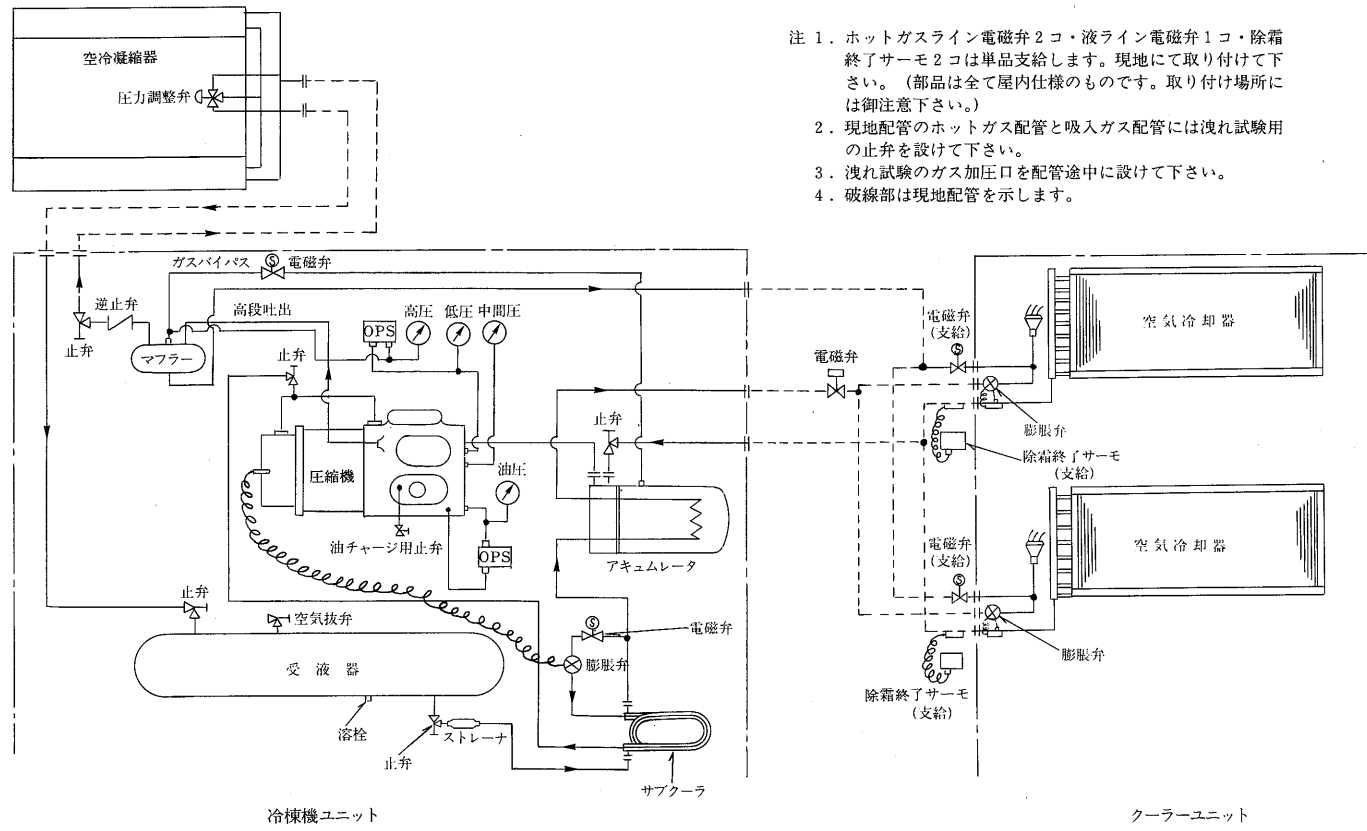 空冷凝縮器
圧力調整弁
注 1．ホットガスライン電磁弁2コ・液ライン電磁弁1コ・除霜
終了サーモ2コは単品支給します。現地にて取り付けて下
さい。（部品は全て屋内仕様のものです。取り付け場所に
は御注意下さい。）
2．現地配管のホットガス配管と吸入ガス配管には洩れ試験用
の止弁を設けて下さい。
3．洩れ試験のガス加圧口を配管途中に設けて下さい。
4．破線部は現地配管を示します。
ガスバイパス
S
電磁弁
逆止弁
高段吐出
高圧
低圧
中間圧
OPS
止弁
マフラー
止弁
電磁弁
(支給)
S
空気冷却器
電磁弁
止弁
膨脹弁
除霜終了サーモ
(支給)
圧縮機
油圧
油チャージ用止弁
OPS
アキュムレータ
電磁弁
(支給)
S
空気冷却器
止弁
空気抜弁
S
電磁弁
膨脹弁
膨脹弁
受液器
除霜終了サーモ
(支給)
溶栓
ストレーナ
止弁
サブクーラ
冷凍機ユニット
クーラーユニット